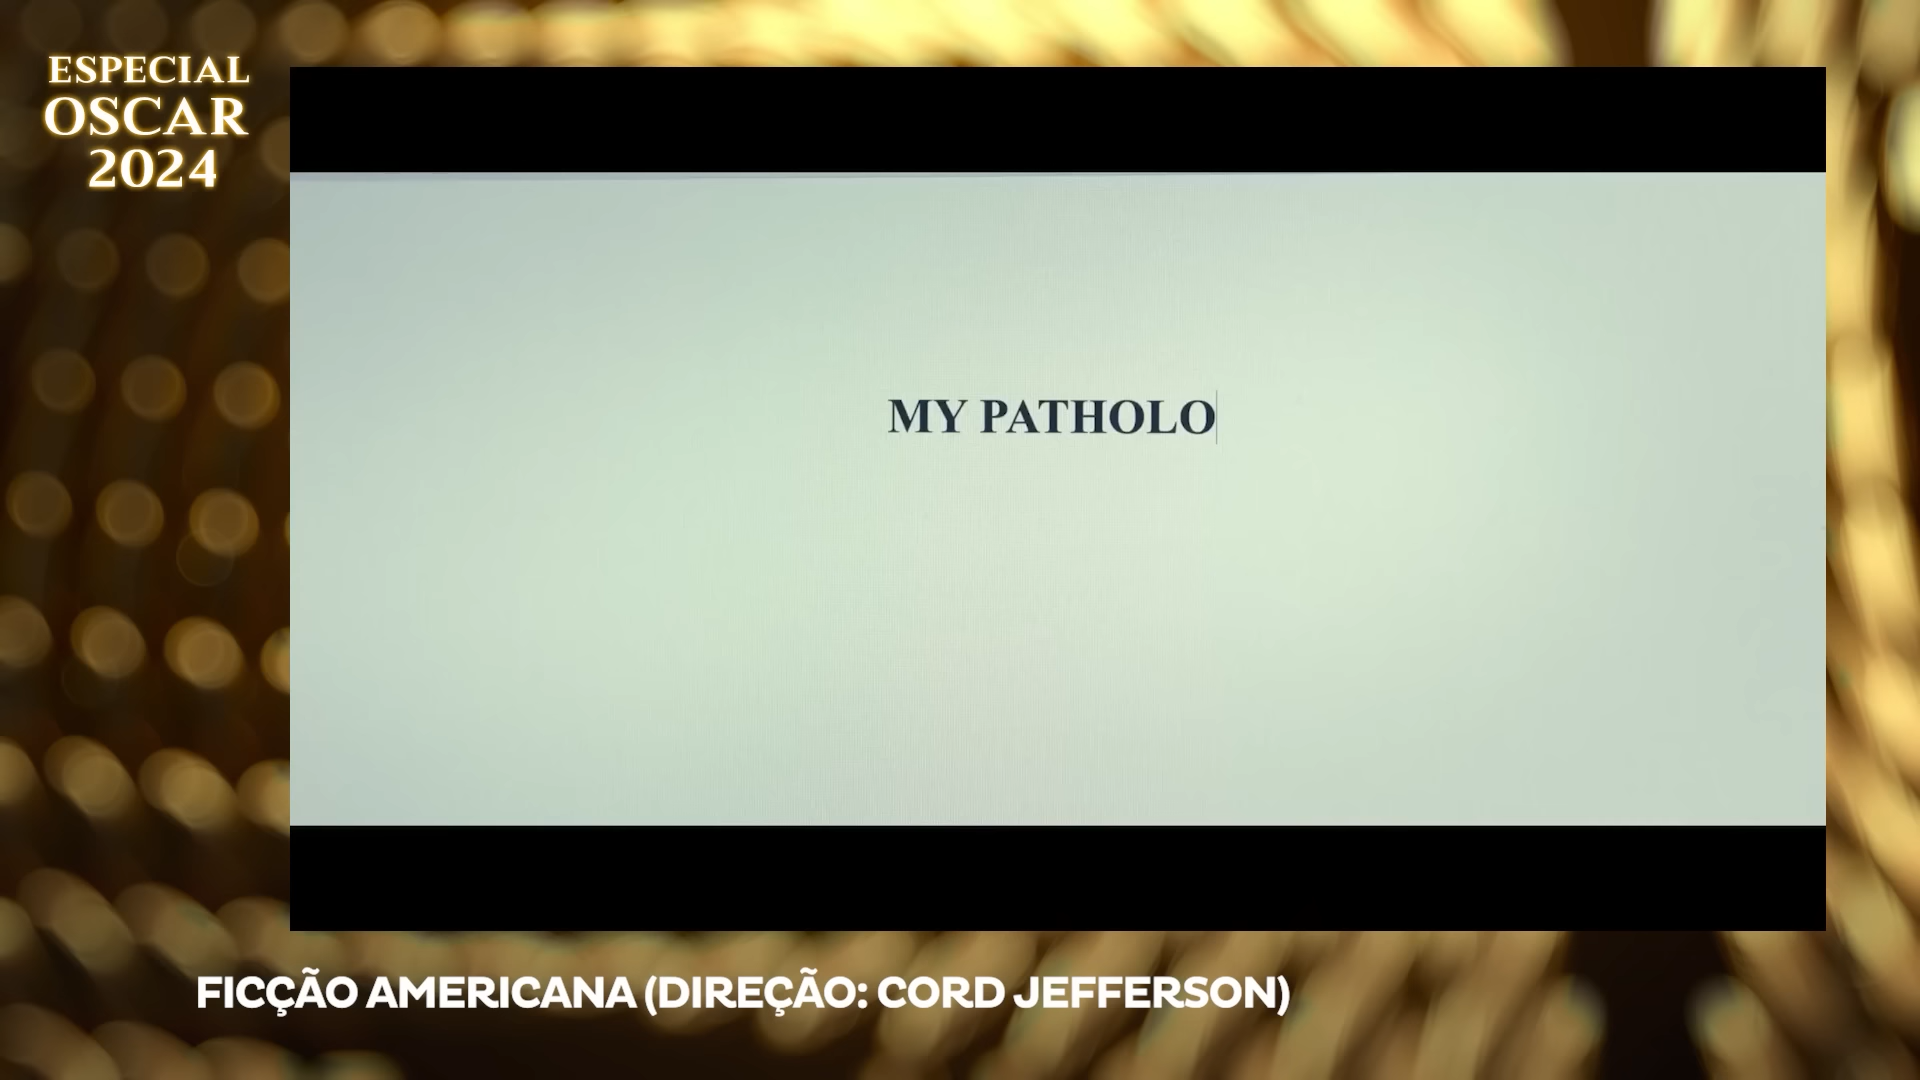 ESPECIAL
OSCAR
2024
MY PATHOLO
FICÇÃO AMERICANA (DIREÇÃO: CORD JEFFERSON)